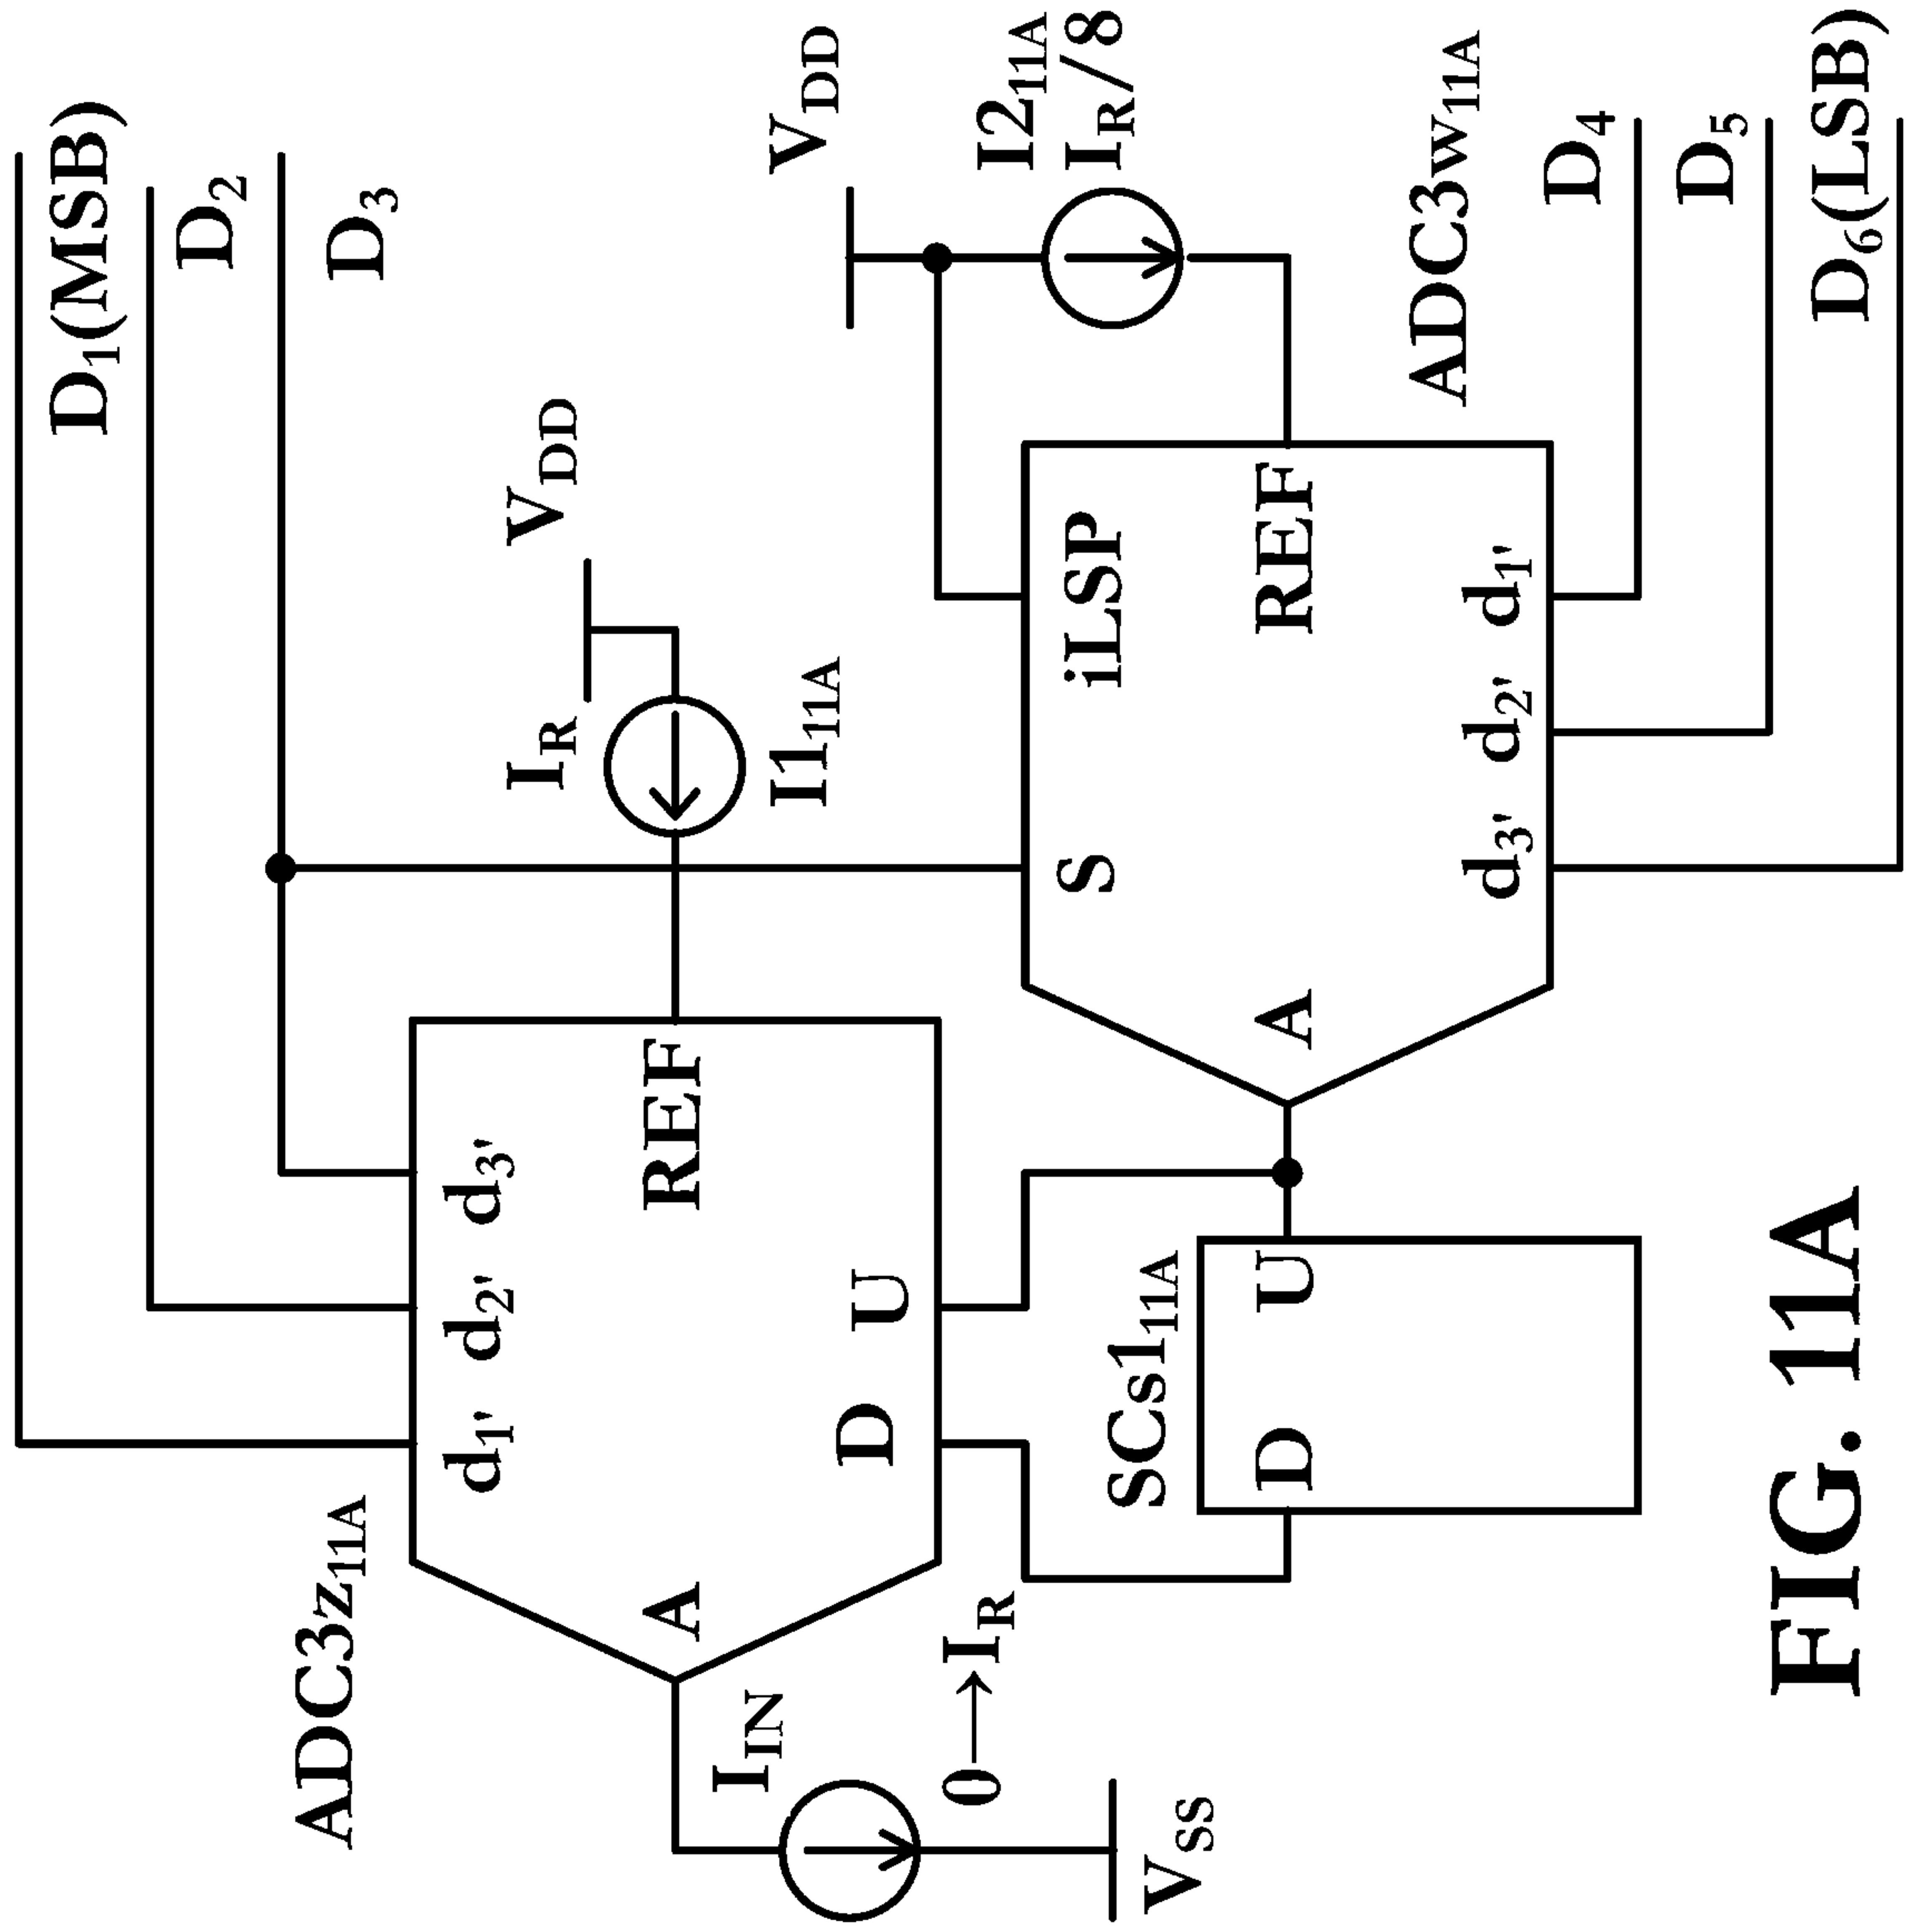 D1(MSB)
D2
D3
ADC3z11A
d1' d2' d3'
A
REF
D U
IR
VDD
I111A
IIN
0→IR
VSS
VDD
I211A
IR/8
SCs111A
D U
S iLSP
A
REF
d3' d2' d1'
ADC3w11A
D4
D5
D6(LSB)
FIG. 11A